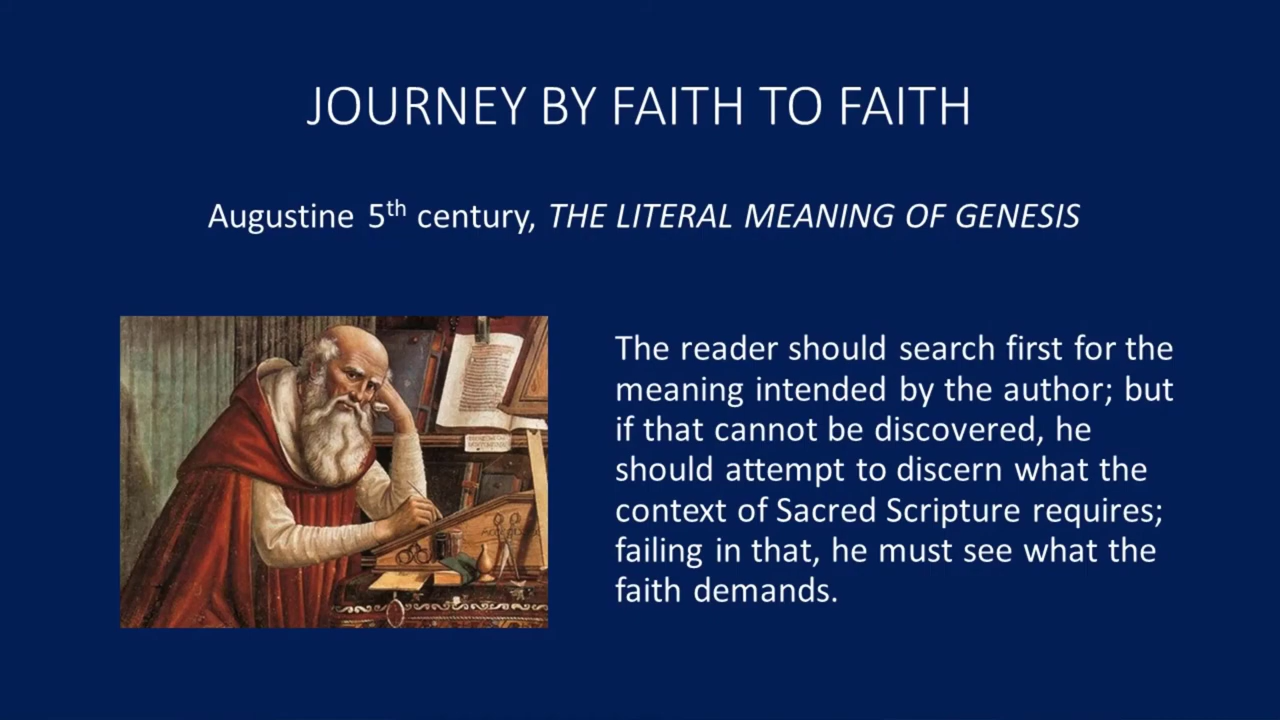 JOURNEY BY FAITH TO FAITH
Augustine 5th century, THE LITERAL MEANING OF GENESIS
The reader should search first for the
meaning intended by the author; but
if that cannot be discovered, he
should attempt to discern what the
context of Sacred Scripture requires;
failing in that, he must see what the
faith demands.